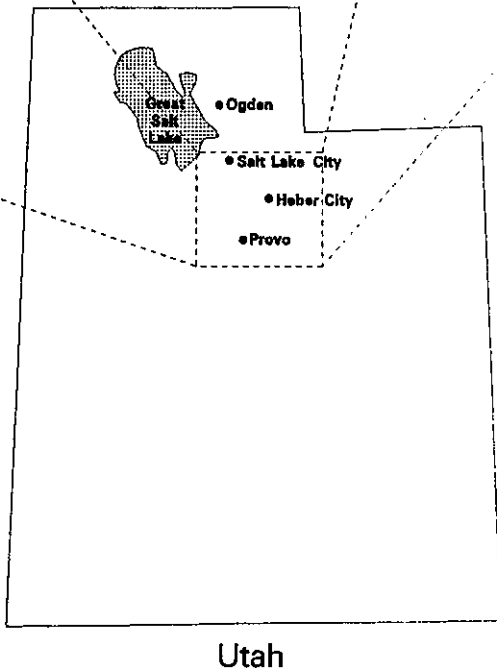 Great
Salt
Lake
Ogden
Salt Lake City
Heber City
Provo
Utah